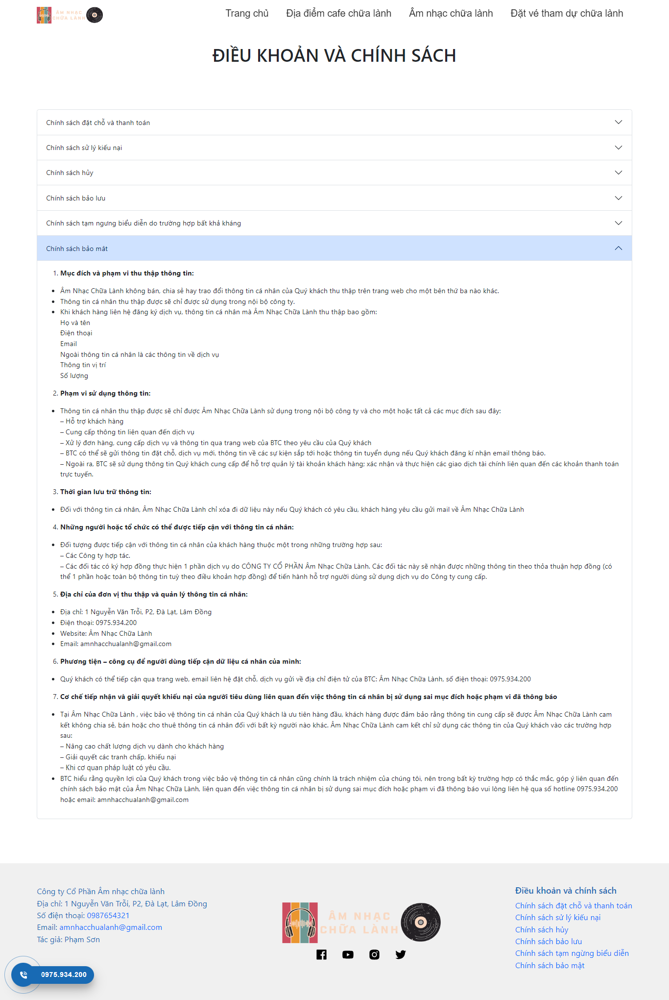 ÂM NHẠC
CHỮA LÀNH
Trang chủ
Địa điểm cafe chữa lành
Âm nhạc chữa lành
Đặt vé tham dự chữa lành
ĐIỀU KHOẢN VÀ CHÍNH SÁCH
Chính sách đặt chỗ và thanh toán
Chính sách sử lý kiếu nại
Chính sách hủy
Chính sách bảo lưu
Chính sách tạm ngưng biểu diễn do trường hợp bất khả kháng
Chính sách bảo mât
1. Mục đích và phạm vi thu thập thông tin:
• Âm Nhạc Chữa Lành không bán, chia sẻ hay trao đổi thông tin cá nhân của Quý khách thu thập trên trang web cho một bên thứ ba nào khác.
• Thông tin cá nhân thu thập được sẽ chỉ được sử dụng trong nội bộ công ty.
• Khi khách hàng liên hệ đăng ký dịch vụ, thông tin cá nhân mà Âm Nhạc Chữa Lành thu thập bao gồm:
Họ và tên
Điện thoại
Email
Ngoài thông tin cá nhân là các thông tin về dịch vụ
Thông tin vị trí
Số lượng
2. Phạm vi sử dụng thông tin:
• Thông tin cá nhân thu thập được sẽ chỉ được Âm Nhạc Chữa Lành sử dụng trong nội bộ công ty và cho một hoặc tất cả các mục đích sau đây:
– Hỗ trợ khách hàng
– Cung cấp thông tin liên quan đến dịch vụ
– Xử lý đơn hàng, cung cấp dịch vụ và thông tin qua trang web của BTC theo yêu cầu của Quý khách
– BTC có thể sẽ gửi thông tin đặt chỗ, dịch vụ mới, thông tin về các sự kiện sắp tới hoặc thông tin tuyển dụng nếu Quý khách đăng kí nhận email thông báo.
– Ngoài ra, BTC sẽ sử dụng thông tin Quý khách cung cấp để hỗ trợ quản lý tài khoản khách hàng; xác nhận và thực hiện các giao dịch tài chính liên quan đến các khoản thanh toán
trực tuyến.
3. Thời gian lưu trữ thông tin:
• Đối với thông tin cá nhân, Âm Nhạc Chữa Lành chỉ xóa đi dữ liệu này nếu Quý khách có yêu cầu, khách hàng yêu cầu gửi mail về Âm Nhạc Chữa Lành
4. Những người hoặc tổ chức có thể được tiếp cận với thông tin cá nhân:
• Đối tượng được tiếp cận với thông tin cá nhân của khách hàng thuộc một trong những trường hợp sau:
– Các Công ty hợp tác.
– Các đối tác có ký hợp đồng thực hiện 1 phần dịch vụ do CÔNG TY CỔ PHẦN Âm Nhạc Chữa Lành. Các đối tác này sẽ nhận được những thông tin theo thỏa thuận hợp đồng (có
thể 1 phần hoặc toàn bộ thông tin tuỳ theo điều khoản hợp đồng) để tiến hành hỗ trợ người dùng sử dụng dịch vụ do Công ty cung cấp.
5. Địa chỉ của đơn vị thu thập và quản lý thông tin cá nhân:
• Địa chỉ: 1 Nguyễn Văn Trỗi, P2, Đà Lạt, Lâm Đồng
• Điện thoại: 0975.934.200
• Website: Âm Nhạc Chữa Lành
• Email: amnhacchualanh@gmail.com
6. Phương tiện – công cụ để người dùng tiếp cận dữ liệu cá nhân của mình:
• Quý khách có thể tiếp cận qua trang web, email liên hệ đặt chỗ, dịch vụ gửi về địa chỉ điện tử của BTC: Âm Nhạc Chữa Lành, số điện thoại: 0975.934.200
7. Cơ chế tiếp nhận và giải quyết khiếu nại của người tiêu dùng liên quan đến việc thông tin cá nhân bị sử dụng sai mục đích hoặc phạm vi đã thông báo
• Tại Âm Nhạc Chữa Lành , việc bảo vệ thông tin cá nhân của Quý khách là ưu tiên hàng đầu, khách hàng được đảm bảo rằng thông tin cung cấp sẽ được Âm Nhạc Chữa Lành cam
kết không chia sẻ, bán hoặc cho thuê thông tin cá nhân đối với bất kỳ người nào khác. Âm Nhạc Chữa Lành cam kết chỉ sử dụng các thông tin của Quý khách vào các trường hợp
sau:
– Nâng cao chất lượng dịch vụ dành cho khách hàng
– Giải quyết các tranh chấp, khiếu nại
– Khi cơ quan pháp luật có yêu cầu.
• BTC hiểu rằng quyền lợi của Quý khách trong việc bảo vệ thông tin cá nhân cũng chính là trách nhiệm của chúng tôi, nên trong bất kỳ trường hợp có thắc mắc, góp ý liên quan đến
chính sách bảo mật của Âm Nhạc Chữa Lành, liên quan đến việc thông tin cá nhân bị sử dụng sai mục đích hoặc phạm vi đã thông báo vui lòng liên hệ qua số hotline 0975.934.200
hoặc email: amnhacchualanh@gmail.com
Công ty Cổ Phần Âm nhạc chữa lành
Địa chỉ: 1 Nguyễn Văn Trỗi, P2, Đà Lạt, Lâm Đồng
Số điện thoại: 0987654321
Email: amnhacchualanh@gmail.com
Tác giả: Phạm Sơn
0975.934.200
ÂM NHẠC
CHỮA LÀNH
Điều khoản và chính sách
Chính sách đặt chỗ và thanh toán
Chính sách sử lý kiếu nại
Chính sách hủy
Chính sách bảo lưu
Chính sách tạm ngừng biểu diễn
Chính sách bảo mật